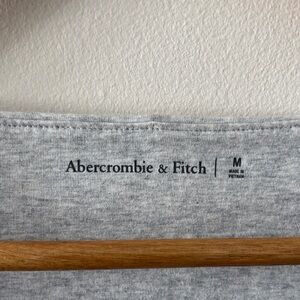 Abercrombie & Fitch | M
MADE IN
VIETNAM